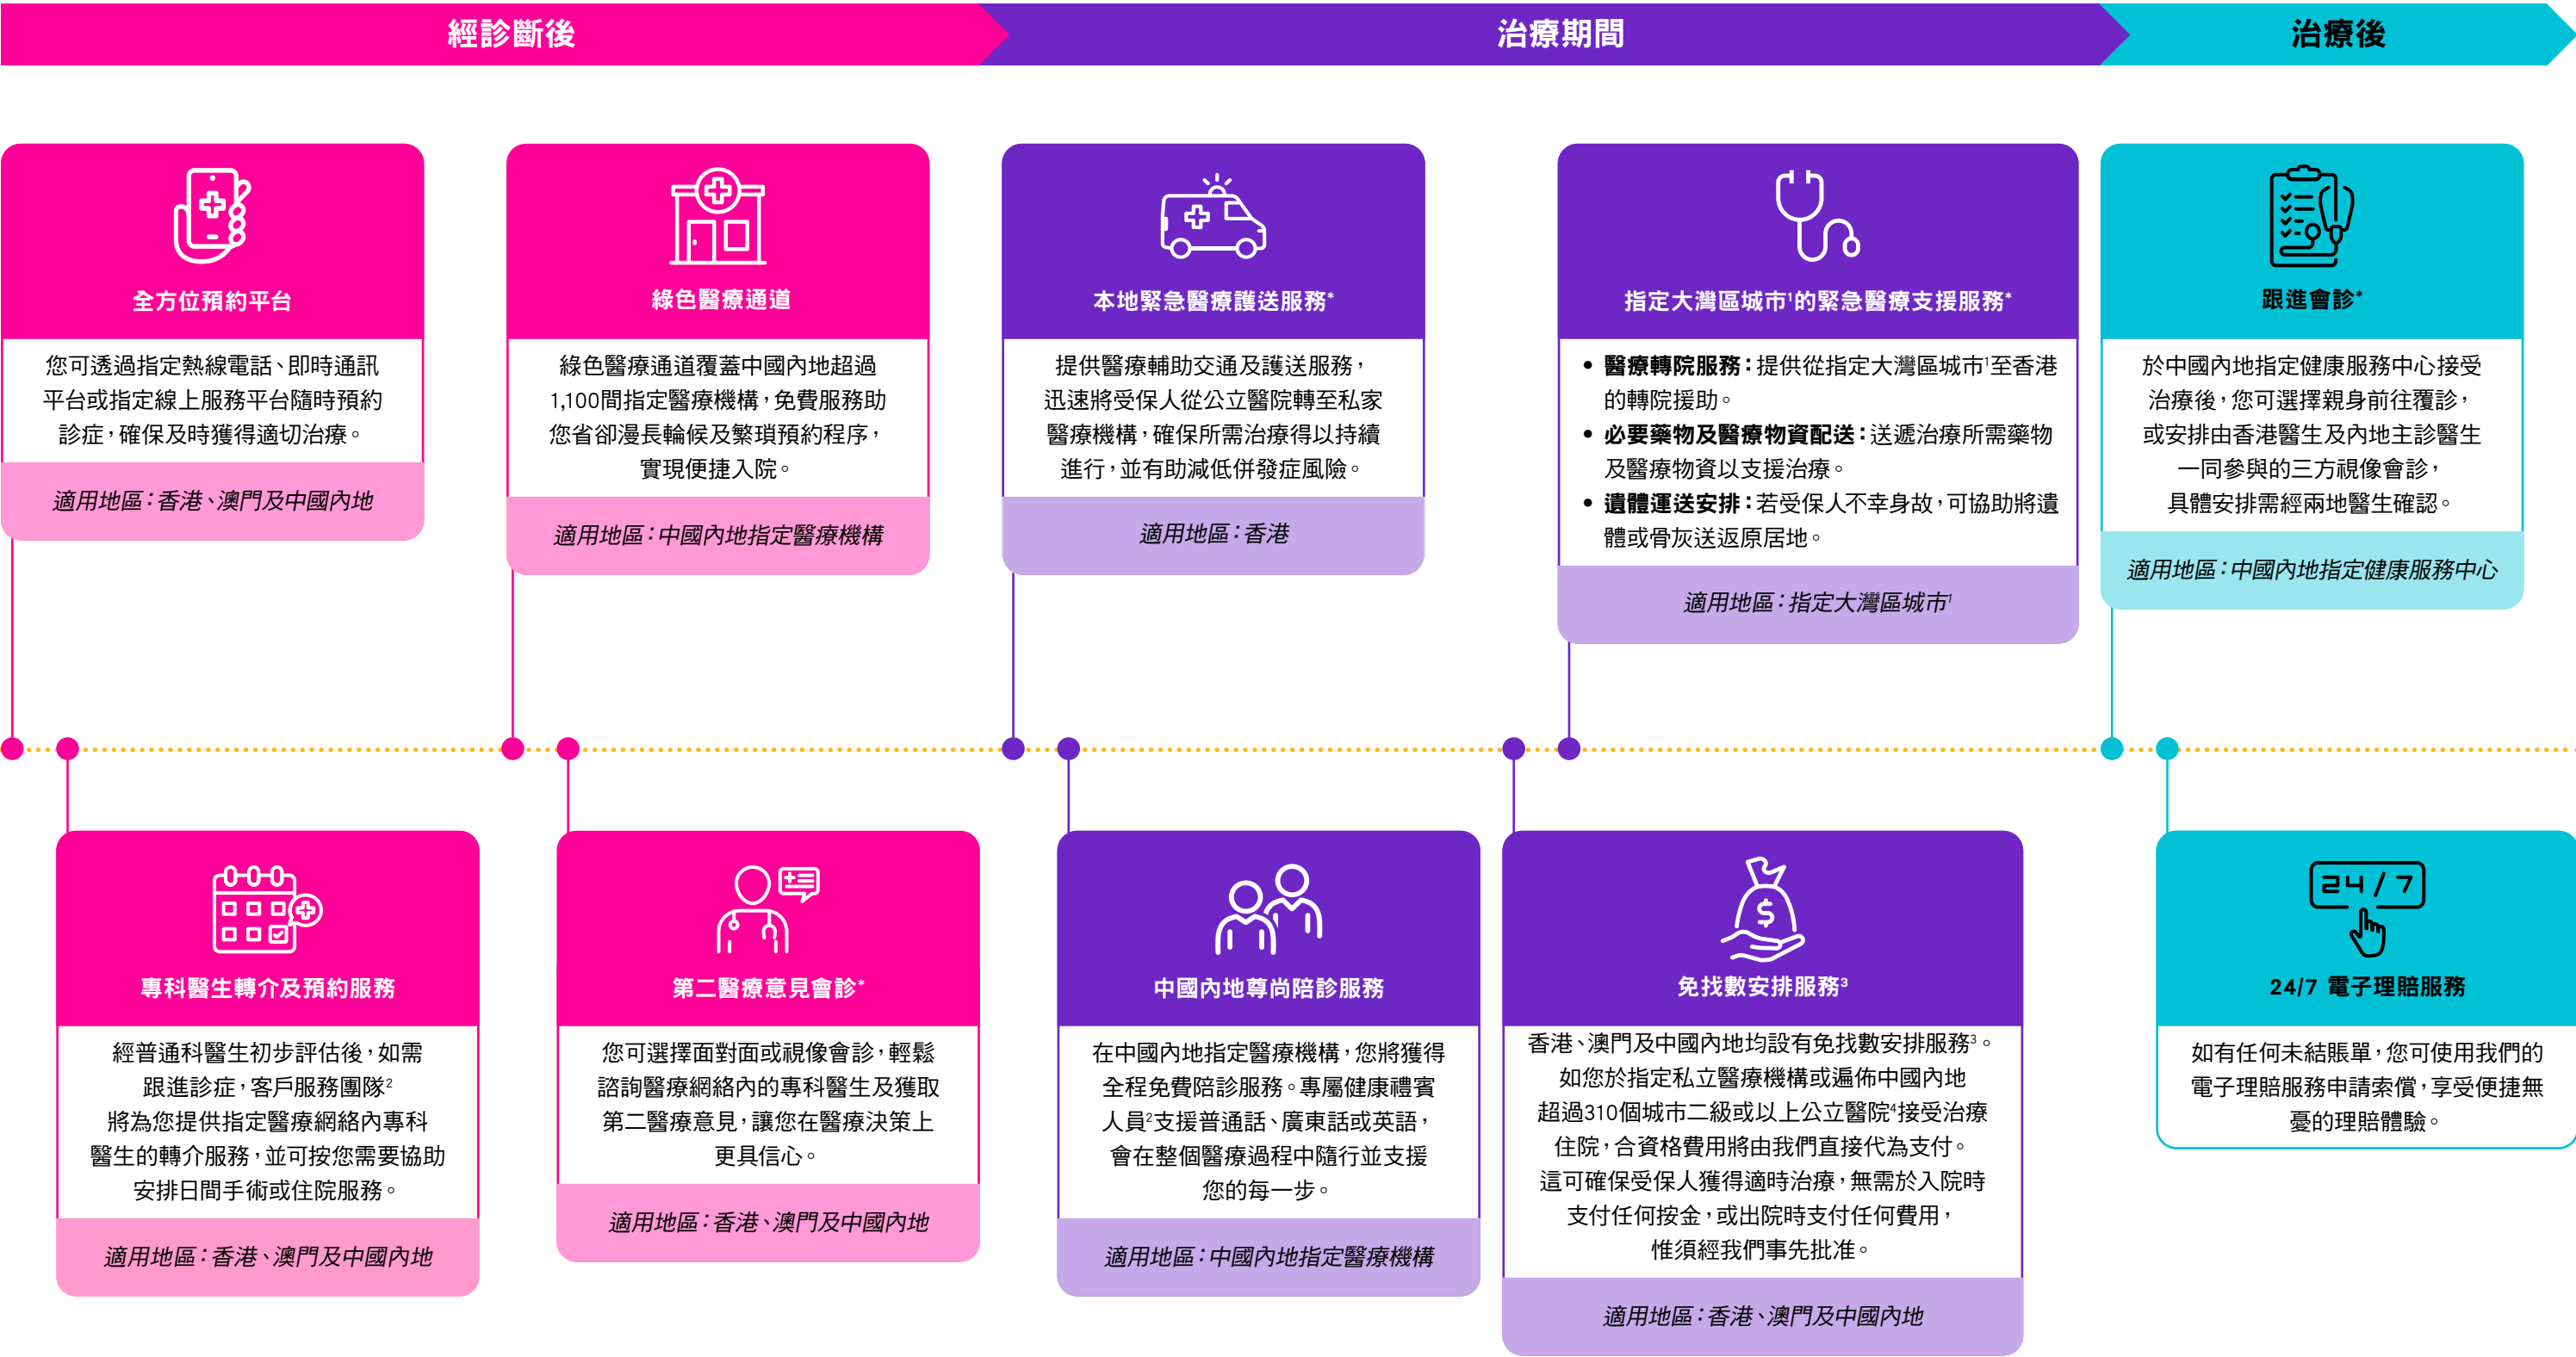 經診斷後
治療期間
治療後
全方位預約平台
您可透過指定熱線電話、即時通訊
平台或指定線上服務平台隨時預約
診症，確保及時獲得適切治療。
適用地區：香港、澳門及中國內地
綠色醫療通道
綠色醫療通道覆蓋中國內地超過
1,100間指定醫療機構，免費服務助
您省卻漫長輪候及繁瑣預約程序，
實現便捷入院。
適用地區：中國內地指定醫療機構
本地緊急醫療護送服務*
提供醫療輔助交通及護送服務，
迅速將受保人從公立醫院轉至私家
醫療機構，確保所需治療得以持續
進行，並有助減低併發症風險。
適用地區：香港
指定大灣區城市¹的緊急醫療支援服務*
• 醫療轉院服務：提供從指定大灣區城市¹至香港
的轉院援助。
• 必要藥物及醫療物資配送：送遞治療所需藥物
及醫療物資以支援治療。
• 遺體運送安排：若受保人不幸身故，可協助將遺
體或骨灰送返原居地。
適用地區：指定大灣區城市¹
跟進會診*
於中國內地指定健康服務中心接受
治療後，您可選擇親身前往覆診，
或安排由香港醫生及內地主診醫生
一同參與的三方視像會診，
具體安排需經兩地醫生確認。
適用地區：中國內地指定健康服務中心
專科醫生轉介及預約服務
經普通科醫生初步評估後，如需
跟進診症，客戶服務團隊²
將為您提供指定醫療網絡內專科
醫生的轉介服務，並可按您需要協助
安排日間手術或住院服務。
適用地區：香港、澳門及中國內地
第二醫療意見會診*
您可選擇面對面或視像會診，輕鬆
諮詢醫療網絡內的專科醫生及獲取
第二醫療意見，讓您在醫療決策上
更具信心。
適用地區：香港、澳門及中國內地
中國內地尊尚陪診服務
在中國內地指定醫療機構，您將獲得
全程免費陪診服務。專屬健康禮賓
人員²支援普通話、廣東話或英語，
會在整個醫療過程中隨行並支援
您的每一步。
適用地區：中國內地指定醫療機構
免找數安排服務³
香港、澳門及中國內地均設有免找數安排服務³。
如您於指定私立醫療機構或遍佈中國內地
超過310個城市二級或以上公立醫院⁴接受治療
住院，合資格費用將由我們直接代為支付。
這可確保受保人獲得適時治療，無需於入院時
支付任何按金，或出院時支付任何費用，
惟須經我們事先批准。
適用地區：香港、澳門及中國內地
24/7
24/7 電子理賠服務
如有任何未結賬單，您可使用我們的
電子理賠服務申請索償，享受便捷無
憂的理賠體驗。